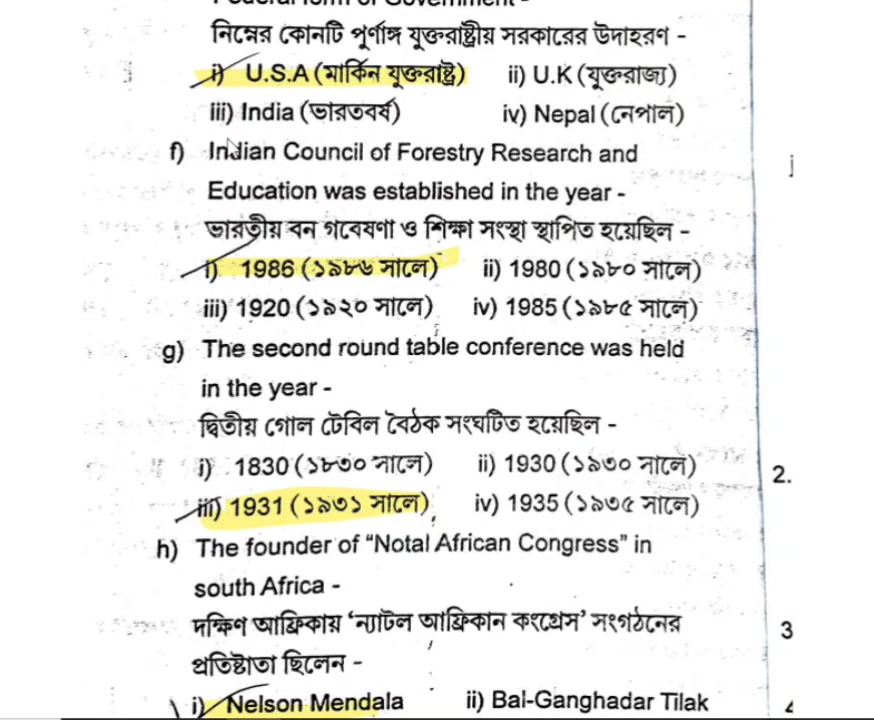 নিম্নের কোনটি পুর্ণাঙ্গ যুক্তরাষ্ট্রীয় সরকারের উদাহরণ -
i) U.S.A (মার্কিন যুক্তরাষ্ট্র) ii) U.K (যুক্তরাজ্য)
iii) India (ভারতবর্ষ) iv) Nepal (নেপাল)
f) Indian Council of Forestry Research and
Education was established in the year -
ভারতীয় বন গবেষণা ও শিক্ষা সংস্থা স্থাপিত হয়েছিল -
i) 1986 (১৯৮৬ সালে) ii) 1980 (১৯৮০ সালে)
iii) 1920 (১৯২০ সালে) iv) 1985 (১৯৮৫ সালে)
g) The second round table conference was held
in the year -
দ্বিতীয় গোল টেবিল বৈঠক সংঘটিত হয়েছিল -
i) 1830 (১৮৩০ সালে) ii) 1930 (১৯৩০ সালে)
iii) 1931 (১৯৩১ সালে) iv) 1935 (১৯৩৫ সালে)
2.
h) The founder of “Notal African Congress” in
south Africa -
দক্ষিণ আফ্রিকায় ‘ন্যাটল আফ্রিকান কংগ্রেস’ সংগঠনের
3
প্রতিষ্টাতা ছিলেন -
i) Nelson Mendala ii) Bal-Ganghadar Tilak